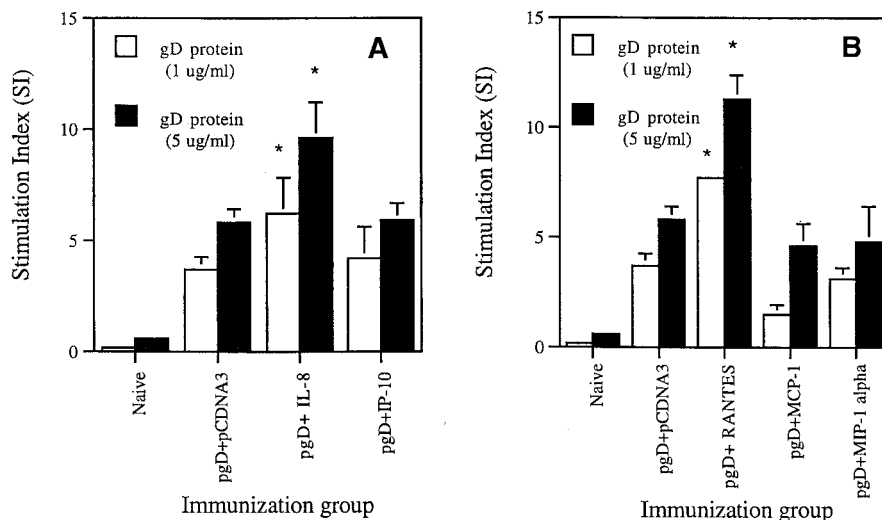 A
gD protein
(1 ug/ml)
gD protein
(5 ug/ml)
*
*
15
10
5
0
Stimulation Index (SI)
Naive
pgD+pCDNA3
pgD+ IL-8
pgD+IP-10
Immunization group
B
gD protein
(1 ug/ml)
gD protein
(5 ug/ml)
*
*
15
10
5
0
Stimulation Index (SI)
Naive
pgD+pCDNA3
pgD+ RANTES
pgD+MCP-1
pgD+MIP-1 alpha
Immunization group